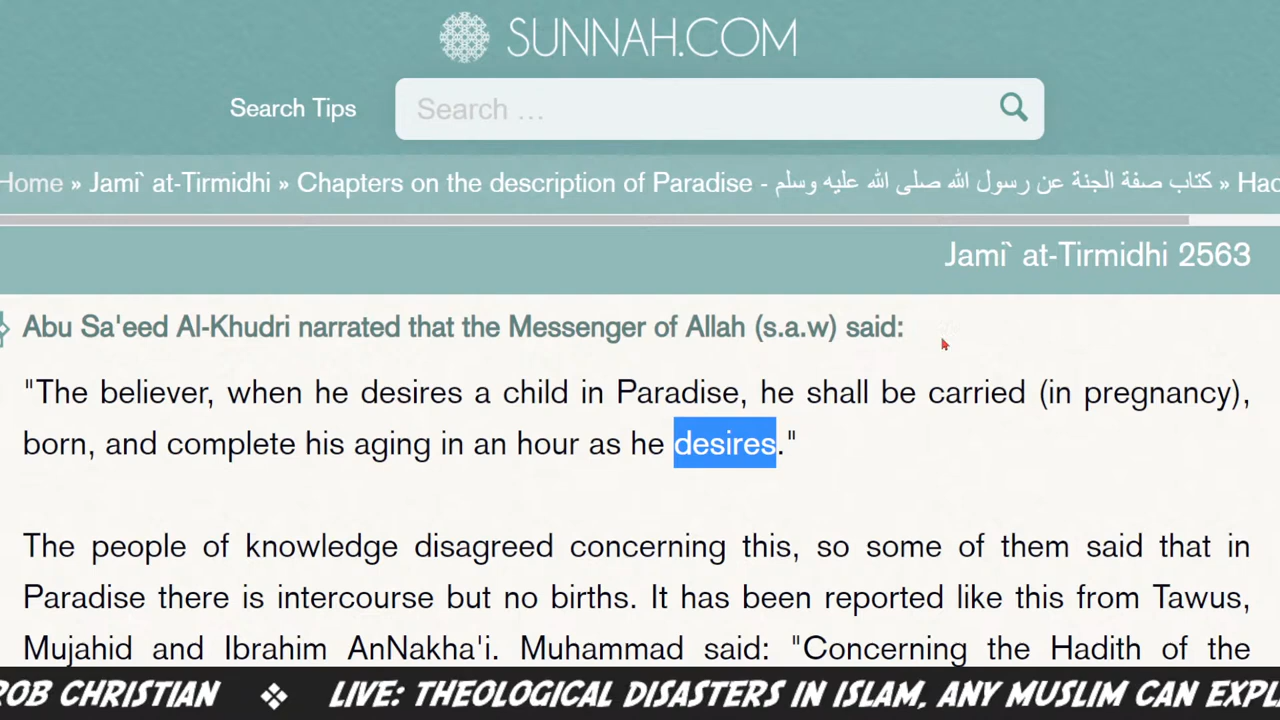 SUNNAH.COM
Search Tips
Search …
Home » Jami` at-Tirmidhi » Chapters on the description of Paradise - كتاب صفة الجنة عن رسول الله صلى الله عليه وسلم »
Jami` at-Tirmidhi 2563
Abu Sa'eed Al-Khudri narrated that the Messenger of Allah (s.a.w) said:
"The believer, when he desires a child in Paradise, he shall be carried (in pregnancy),
born, and complete his aging in an hour as he desires."
The people of knowledge disagreed concerning this, so some of them said that in
Paradise there is intercourse but no births. It has been reported like this from Tawus,
Mujahid and Ibrahim AnNakha'i. Muhammad said: "Concerning the Hadith of the
ROB CHRISTIAN ❖ LIVE: THEOLOGICAL DISASTERS IN ISLAM, ANY MUSLIM CAN